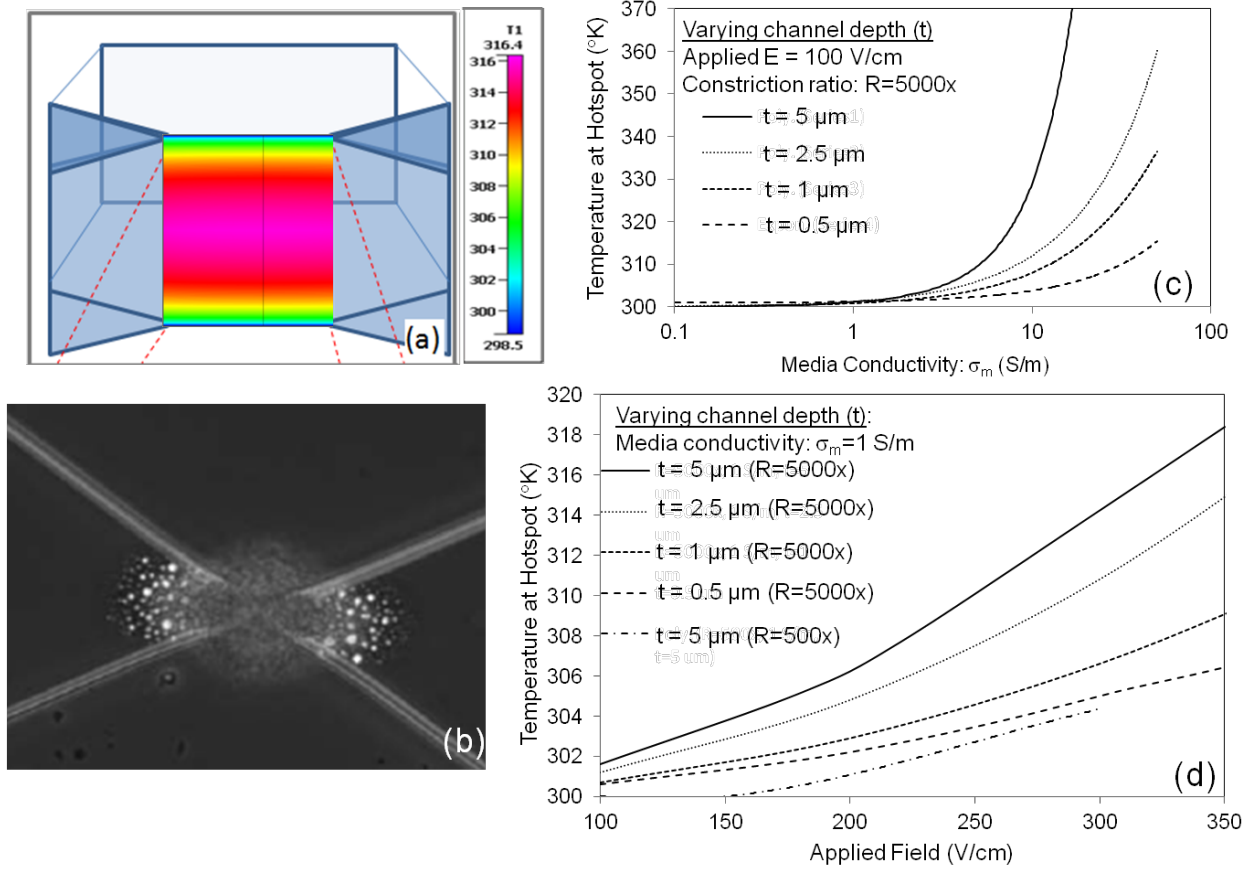 T1
316.4
316
314
312
310
308
306
304
302
300
298.5
(a)
(b)
370
360
350
340
330
320
310
300
Temperature at Hotspot (°K)
Varying channel depth (t)
Applied E = 100 V/cm
Constriction ratio: R=5000x
t = 5 µm
t = 2.5 µm
t = 1 µm
t = 0.5 µm
(c)
0.1
1
10
100
Media Conductivity: σm (S/m)
320
318
316
314
312
310
308
306
304
302
300
Temperature at Hotspot (°K)
Varying channel depth (t):
Media conductivity: σm=1 S/m
t = 5 µm (R=5000x)
um
t = 2.5 µm (R=5000x)
um
t = 1 µm (R=5000x)
um
t = 0.5 µm (R=5000x)
t = 5 µm (R=500x)
t=5 um)
(d)
100
150
200
250
300
350
Applied Field (V/cm)